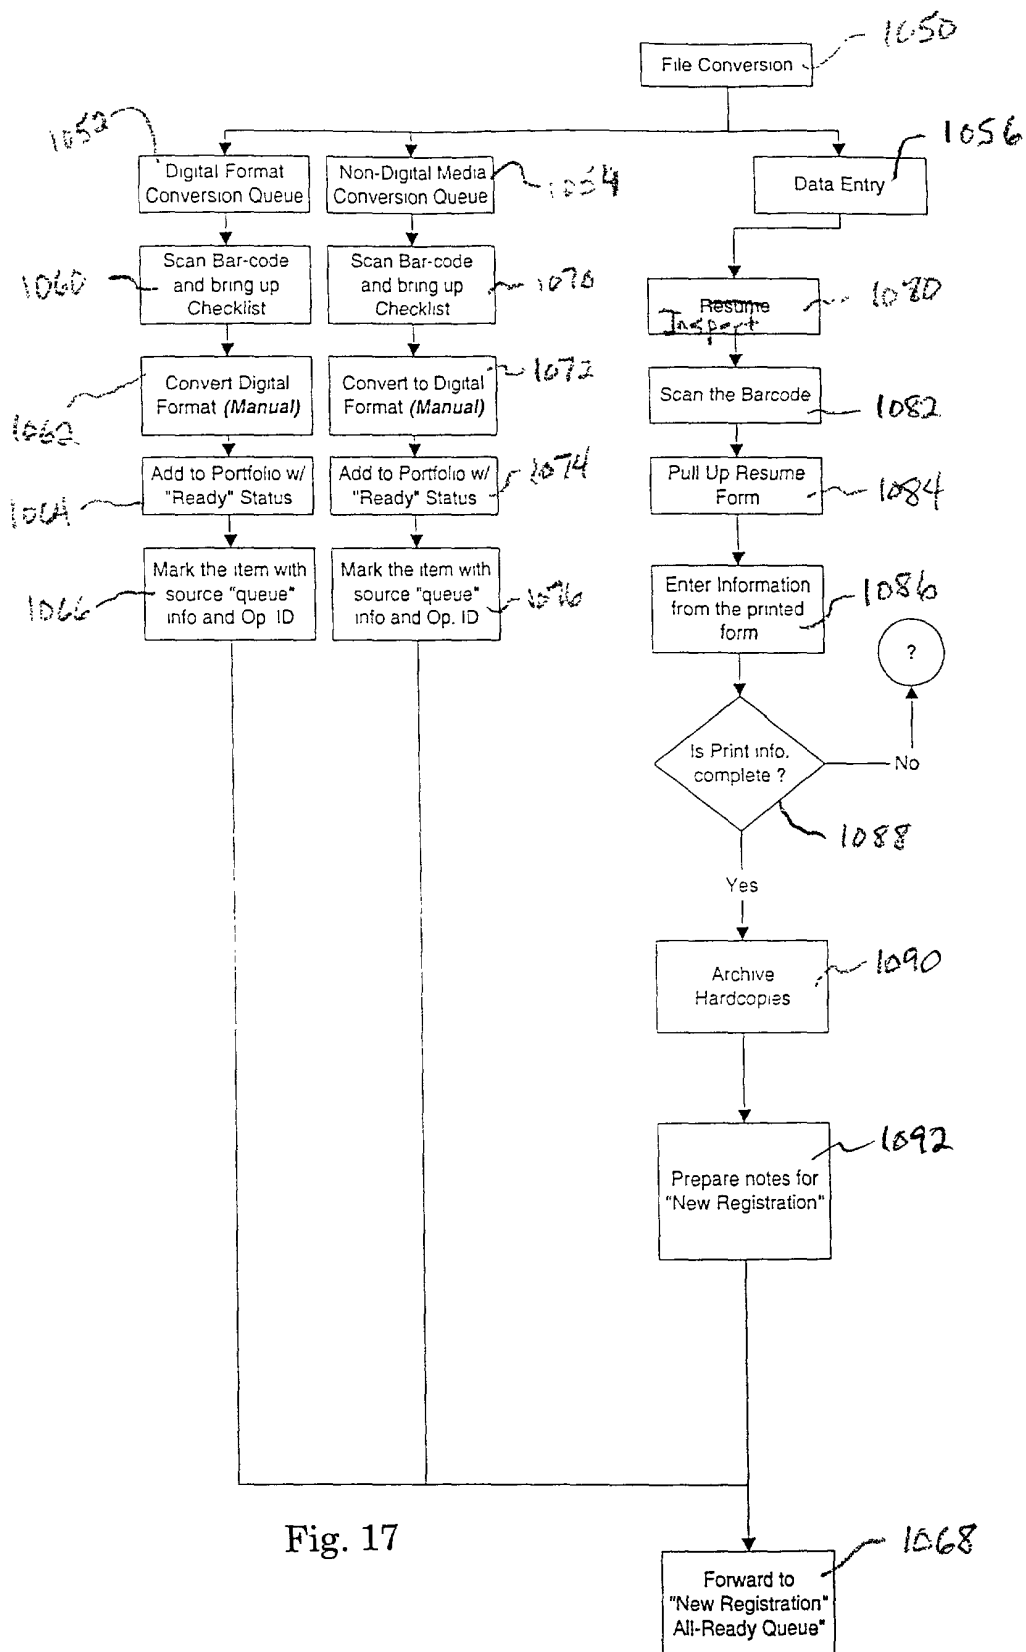 1050
File Conversion
1052
Digital Format
Conversion Queue
Non-Digital Media
Conversion Queue
1054
Data Entry
1056
1060
Scan Bar-code
and bring up
Checklist
Scan Bar-code
and bring up
Checklist
1070
Resume
Inspect
1080
1062
Convert Digital
Format (Manual)
Convert to Digital
Format (Manual)
1072
Scan the Barcode
1082
1064
Add to Portfolio w/
"Ready" Status
Add to Portfolio w/
"Ready" Status
1074
Pull Up Resume
Form
1084
1066
Mark the item with
source "queue"
info and Op ID
Mark the item with
source "queue"
info and Op. ID
1076
Enter Information
from the printed
form
1086
?
Is Print info.
complete ?
No
1088
Yes
Archive
Hardcopies
1090
Prepare notes for
"New Registration"
1092
Fig. 17
Forward to
"New Registration"
All-Ready Queue"
1068